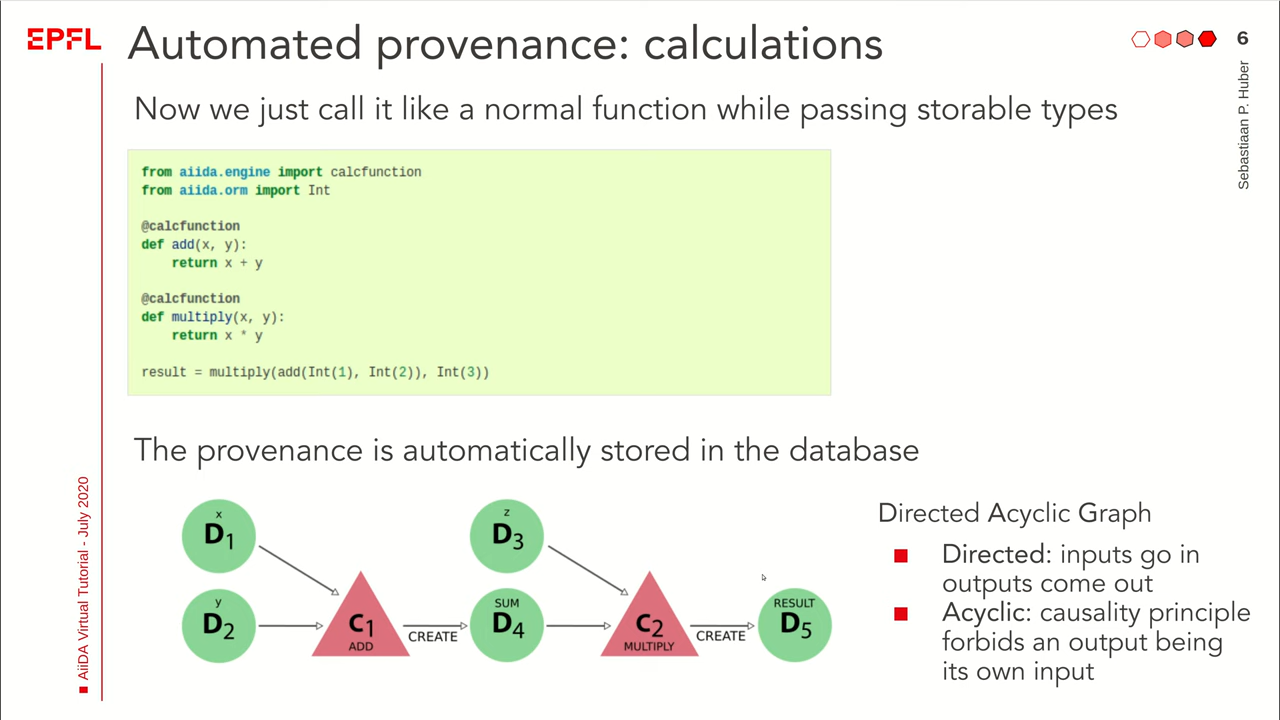 EPFL
Automated provenance: calculations
6
Sebastiaan P. Huber
Now we just call it like a normal function while passing storable types
from aiida.engine import calcfunction
from aiida.orm import Int
@calcfunction
def add(x, y):
    return x + y
@calcfunction
def multiply(x, y):
    return x * y
result = multiply(add(Int(1), Int(2)), Int(3))
The provenance is automatically stored in the database
x
D1
y
D2
C1
ADD
CREATE
z
D3
SUM
D4
C2
MULTIPLY
CREATE
RESULT
D5
Directed Acyclic Graph
Directed: inputs go in
outputs come out
Acyclic: causality principle
forbids an output being
its own input
AiiDA Virtual Tutorial - July 2020